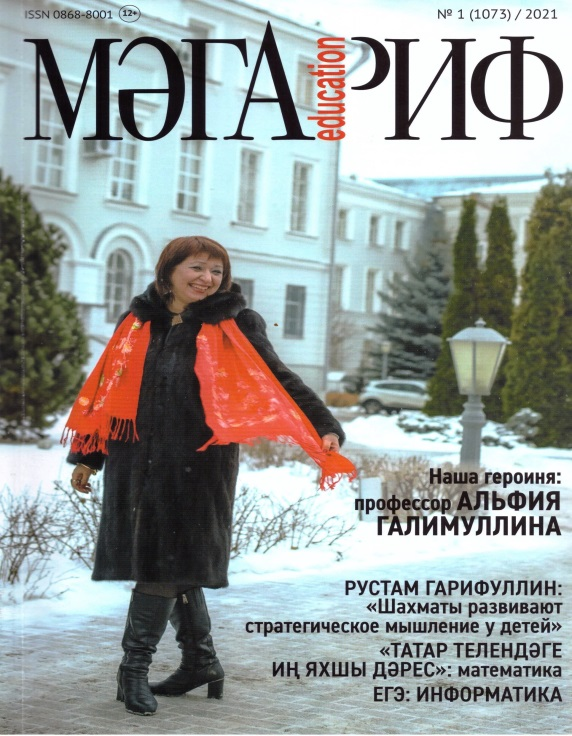 ISSN 0868-8001 12+ № 1 (1073) / 2021
МӘГАРИФ
education
Наша героиня:
профессор АЛЬФИЯ
ГАЛИМУЛЛИНА
РУСТАМ ГАРИФУЛЛИН:
«Шахматы развивают
стратегическое мышление у детей»
«ТАТАР ТЕЛЕНДӘГЕ
ИҢ ЯХШЫ ДӘРЕС»: математика
ЕГЭ: ИНФОРМАТИКА